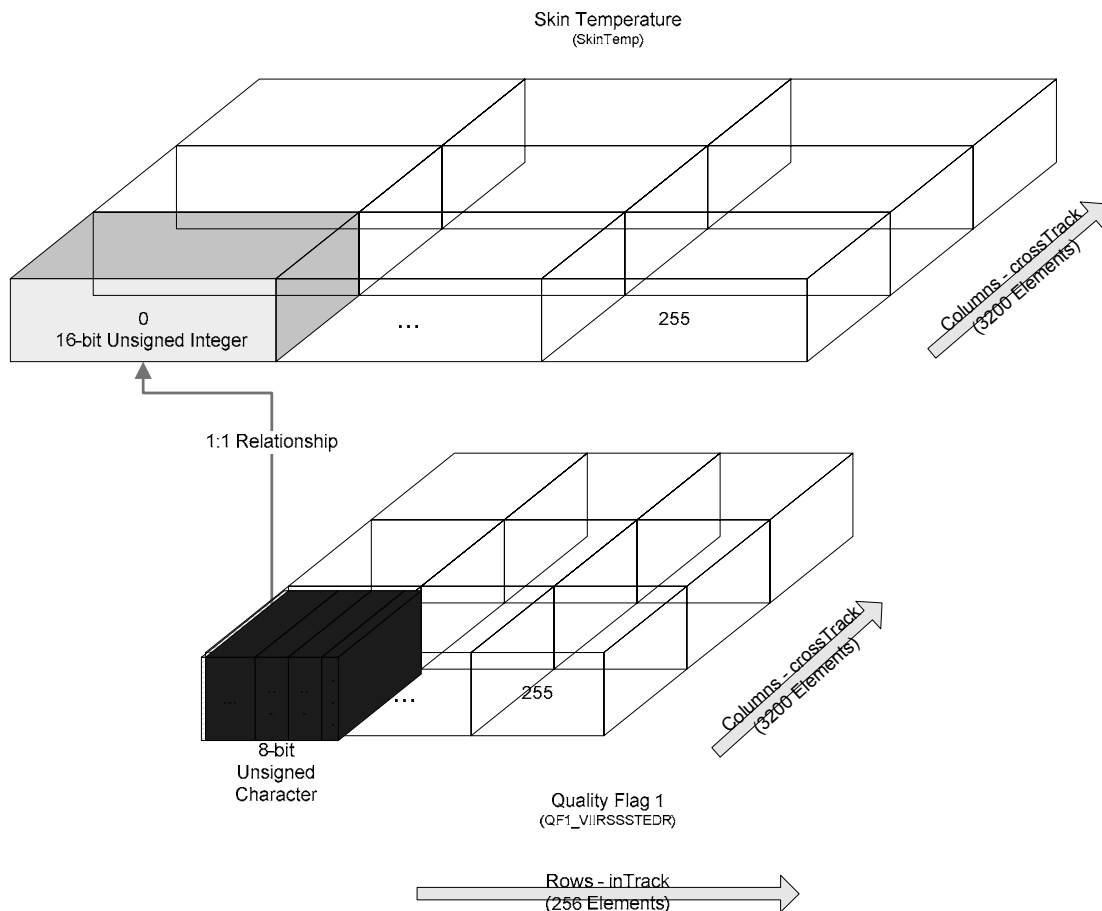 Skin Temperature
(SkinTemp)
0
16-bit Unsigned Integer
...
255
Columns - crossTrack
(3200 Elements)
1:1 Relationship
...
...
255
8-bit
Unsigned
Character
Columns - crossTrack
(3200 Elements)
Quality Flag 1
(QF1_VIIRSSSTEDR)
Rows - inTrack
(256 Elements)